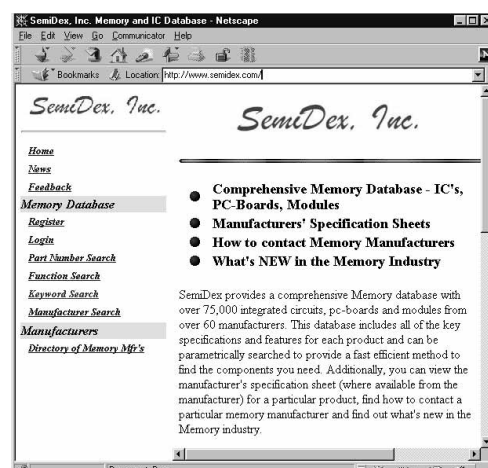 SemiDex, Inc. Memory and IC Database - Netscape
File Edit View Go Communicator Help
Bookmarks Location: http://www.semidex.com/
SemiDex, Inc.
Home
News
Feedback
Memory Database
Register
Login
Part Number Search
Function Search
Keyword Search
Manufacturer Search
Manufacturers
Directory of Memory Mfr's
SemiDex, Inc.
Comprehensive Memory Database - IC's,
PC-Boards, Modules
Manufacturers' Specification Sheets
How to contact Memory Manufacturers
What's NEW in the Memory Industry
SemiDex provides a comprehensive Memory database with
over 75,000 integrated circuits, pc-boards and modules from
over 60 manufacturers. This database includes all of the key
specifications and features for each product and can be
parametrically searched to provide a fast efficient method to
find the components you need. Additionally, you can view the
manufacturer's specification sheet (where available from the
manufacturer) for a particular product, find how to contact a
particular memory manufacturer and find out what's new in the
Memory industry.